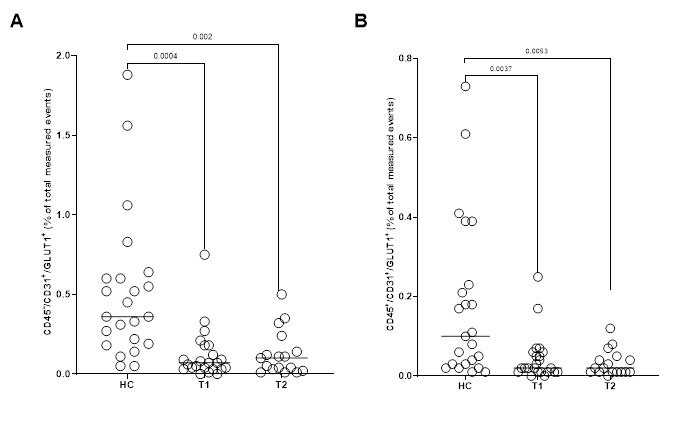 A
B
0.002
0.0004
2.0
1.5
1.0
0.5
0.0
CD45⁻/CD31⁺/GLUT1⁺ (% of total measured events)
HC T1 T2
0.0053
0.0037
0.8
0.6
0.4
0.2
0.0
CD45⁺/CD31⁺/GLUT1⁺ (% of total measured events)
HC T1 T2